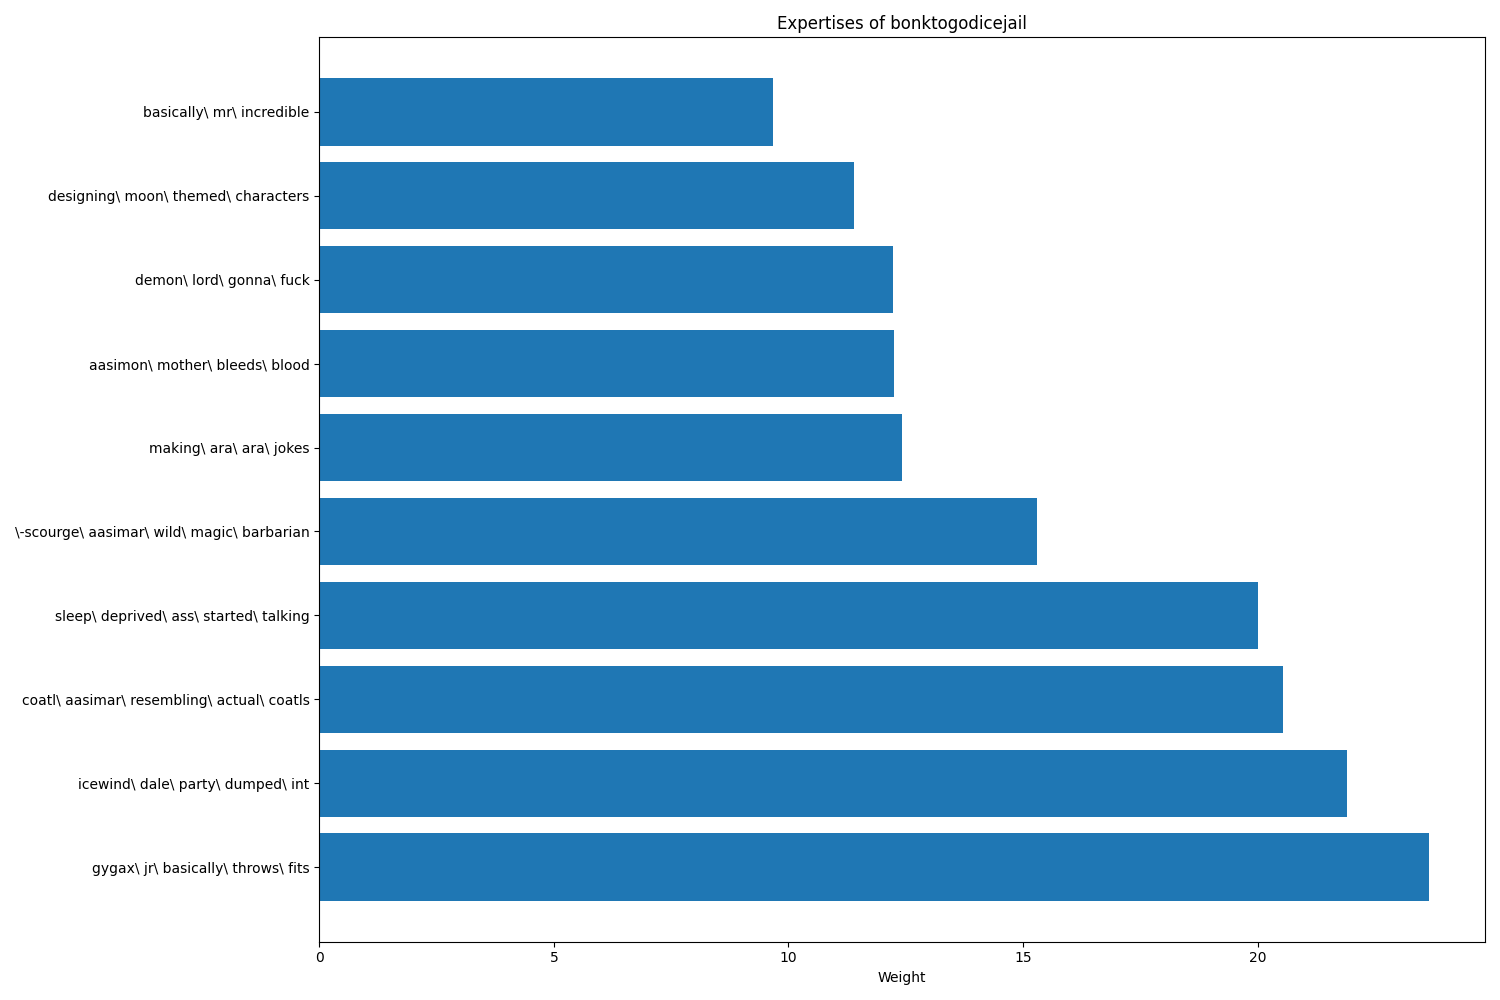 Expertises of bonktogodicejail
basically\ mr\ incredible
designing\ moon\ themed\ characters
demon\ lord\ gonna\ fuck
aasimon\ mother\ bleeds\ blood
making\ ara\ ara\ jokes
\-scourge\ aasimar\ wild\ magic\ barbarian
sleep\ deprived\ ass\ started\ talking
coatl\ aasimar\ resembling\ actual\ coatls
icewind\ dale\ party\ dumped\ int
gygax\ jr\ basically\ throws\ fits
0 5 10 15 20
Weight